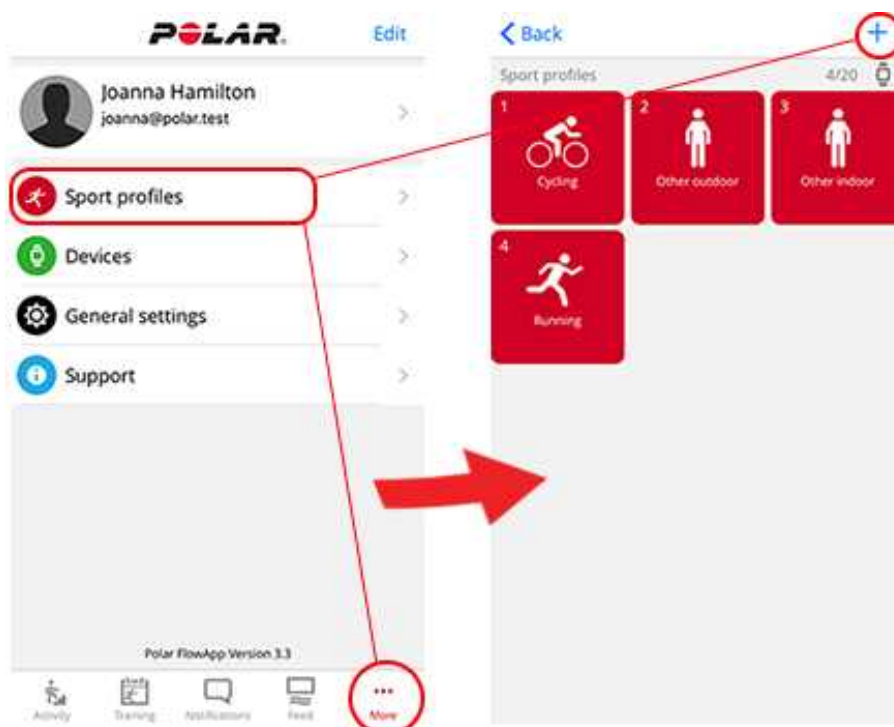 POLAR.
Edit
Joanna Hamilton
joanna@polar.test
Sport profiles
Devices
General settings
Support
Polar FlowApp Version 3.3
Activity
Training
Notifications
Feed
More
Back
Sport profiles
4/20
1
Cycling
2
Other outdoor
3
Other indoor
4
Running